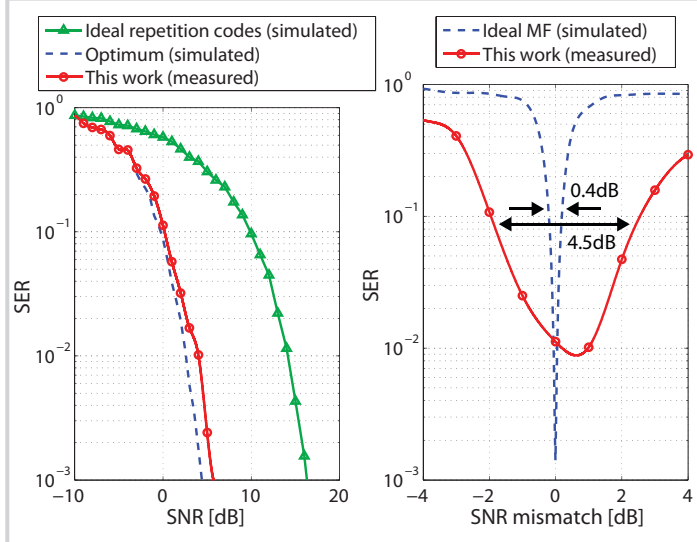 Ideal repetition codes (simulated)
Optimum (simulated)
This work (measured)
10^0
10^-1
10^-2
10^-3
SER
−10
0
10
20
SNR [dB]
Ideal MF (simulated)
This work (measured)
10^0
10^-1
10^-2
10^-3
SER
0.4dB
4.5dB
−4
−2
0
2
4
SNR mismatch [dB]